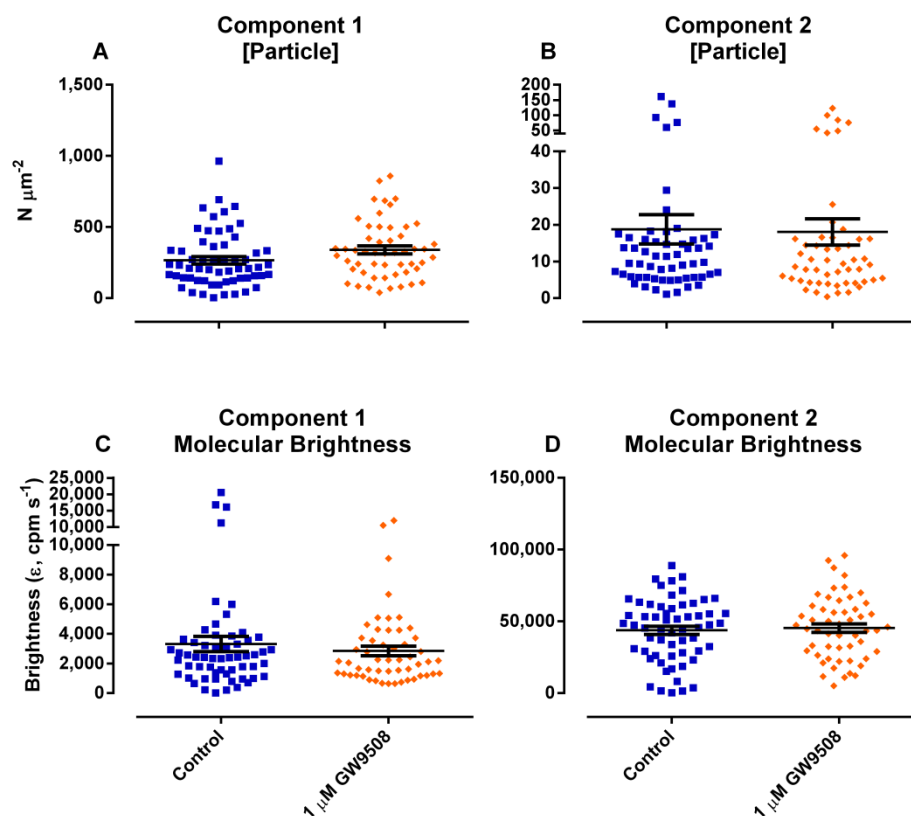 Component 1
[Particle]
A
N μm⁻²
1,500
1,000
500
0
Component 2
[Particle]
B
200
150
100
50
40
30
20
10
0
Component 1
Molecular Brightness
C
Brightness (ε, cpm s⁻¹)
25,000
20,000
15,000
10,000
10,000
8,000
6,000
4,000
2,000
0
Control
1 μM GW9508
Component 2
Molecular Brightness
D
150,000
100,000
50,000
0
Control
1 μM GW9508